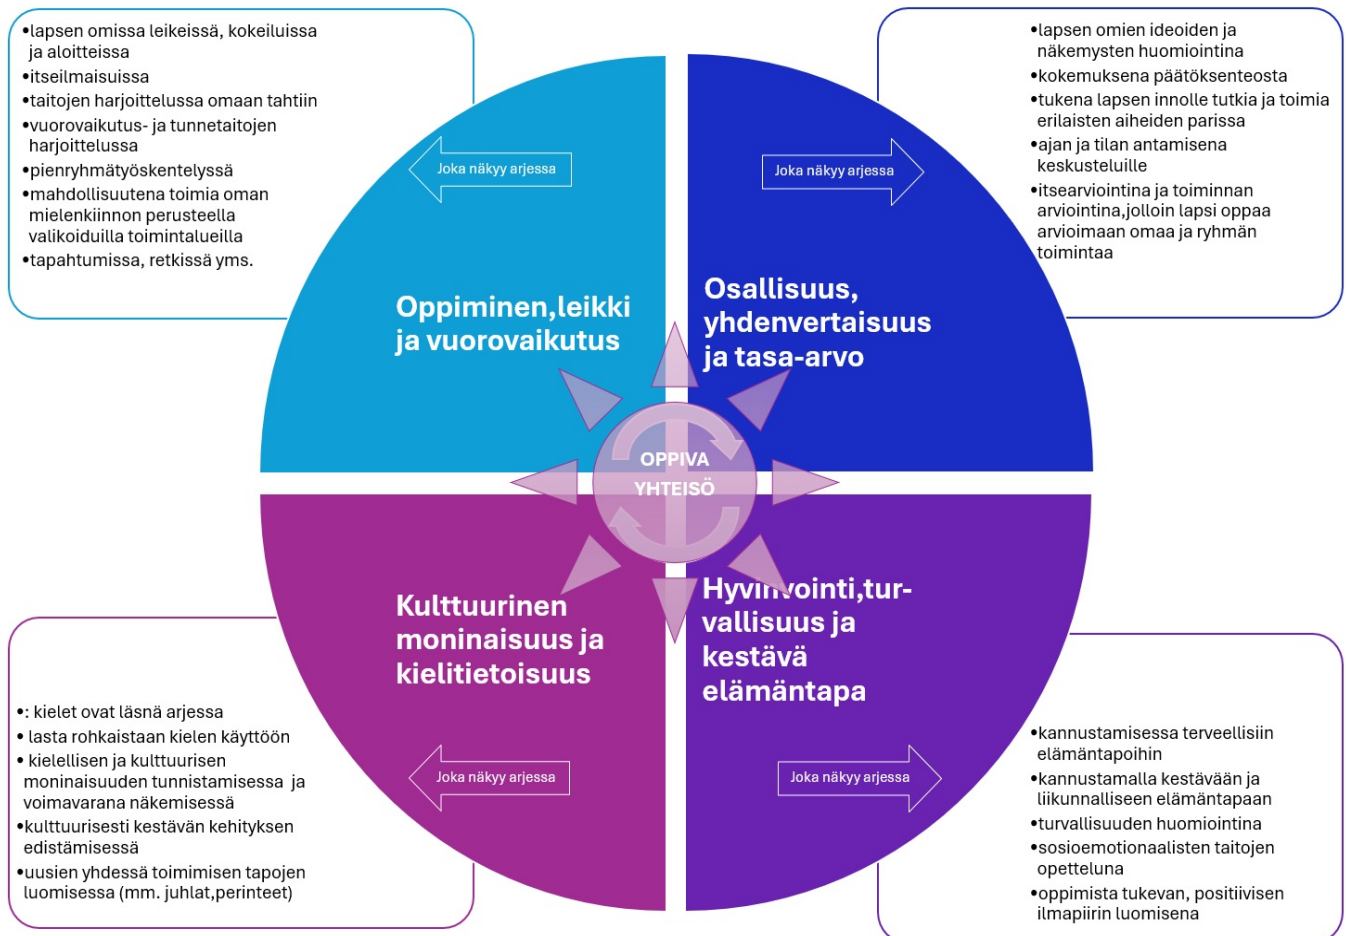 •lapsen omissa leikeissä, kokeiluissa
ja aloitteissa
•itseilmaisuissa
•taitojen harjoittelussa omaan tahtiin
•vuorovaikutus- ja tunnetaitojen
harjoittelussa
•pienryhmätyöskentelyssä
•mahdollisuutena toimia oman
mielenkiinnon perusteella
valikoiduilla toimintalueilla
•tapahtumissa, retkissä yms.
Joka näkyy arjessa
Oppiminen,leikki
ja vuorovaikutus
•lapsen omien ideoiden ja
näkemysten huomiointina
•kokemuksena päätöksenteosta
•tukena lapsen innolle tutkia ja toimia
erilaisten aiheiden parissa
•ajan ja tilan antamisena
keskusteluille
•itsearviointina ja toiminnan
arviointina,jolloin lapsi oppaa
arvioimaan omaa ja ryhmän
toimintaa
Joka näkyy arjessa
Osallisuus,
yhdenvertaisuus
ja tasa-arvo
OPPIVA
YHTEISÖ
Kulttuurinen
moninaisuus ja
kielitietoisuus
Joka näkyy arjessa
•: kielet ovat läsnä arjessa
• lasta rohkaistaan kielen käyttöön
• kielellisen ja kulttuurisen
moninaisuuden tunnistamisessa ja
voimavarana näkemisessä
•kulttuurisesti kestävän kehityksen
edistämisessä
•uusien yhdessä toimimisen tapojen
luomisessa (mm. juhlat,perinteet)
Hyvinvointi,tur-
vallisuus ja
kestävä
elämäntapa
Joka näkyy arjessa
•kannustamisessa terveellisiin
elämäntapoihin
•kannustamalla kestävään ja
liikunnalliseen elämäntapaan
•turvallisuuden huomiointina
•sosioemotionaalisten taitojen
opetteluna
•oppimista tukevan, positiivisen
ilmapiirin luomisena